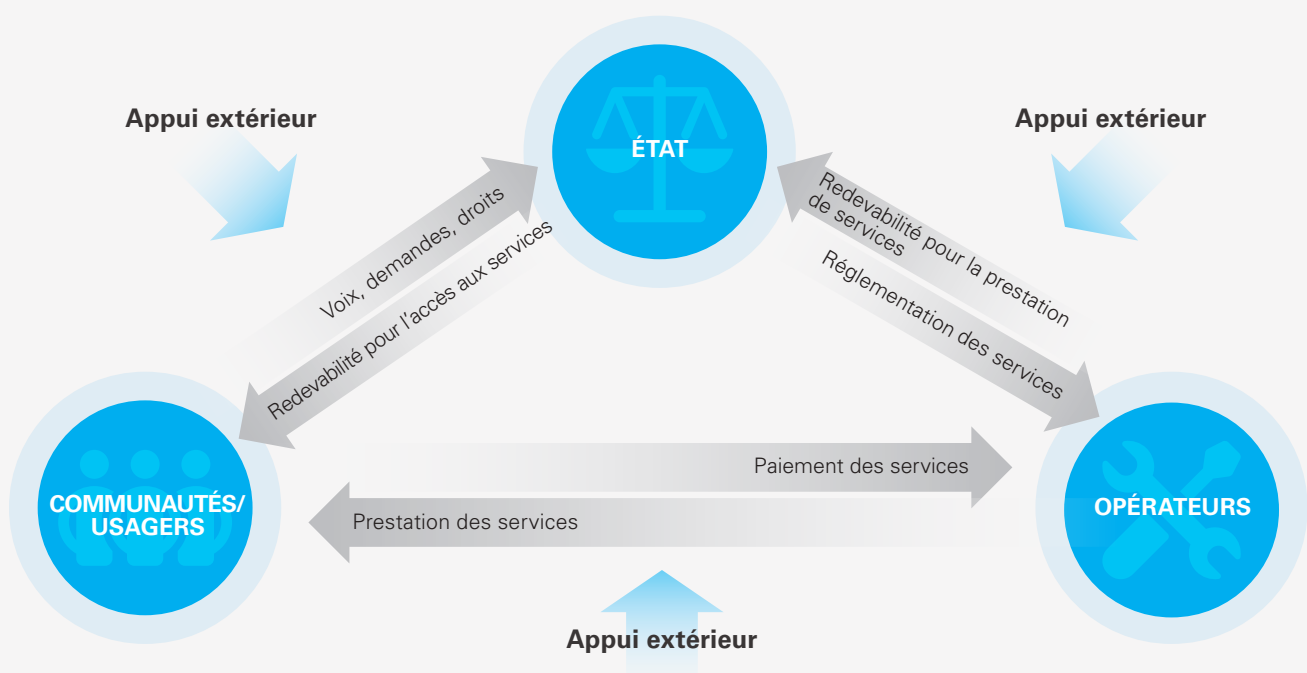 Appui extérieur
Appui extérieur
ÉTAT
Voix, demandes, droits
Redevabilité pour l'accès aux services
Redevabilité pour la prestation
de services
Réglementation des services
COMMUNAUTÉS/
USAGERS
Paiement des services
Prestation des services
OPÉRATEURS
Appui extérieur